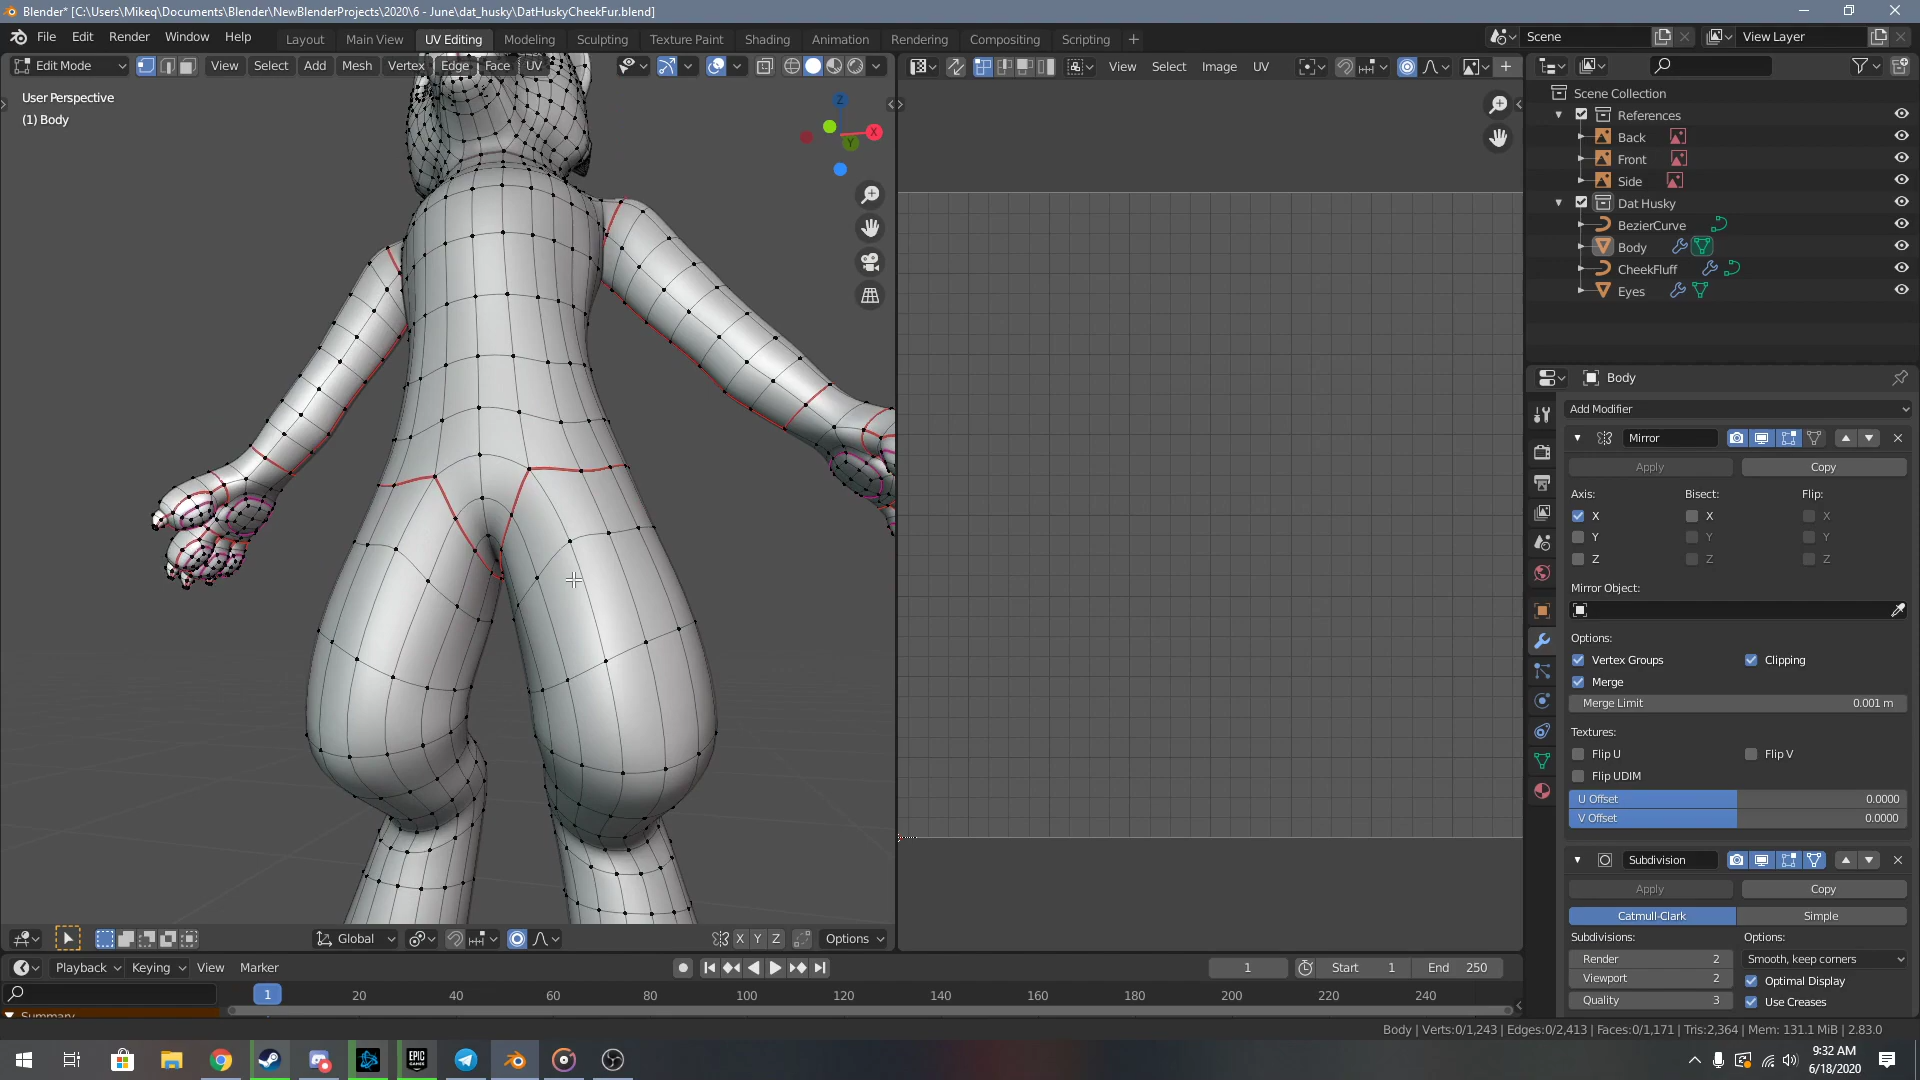 Blender* [C:\Users\Mikeq\Documents\Blender\NewBlenderProjects\2020\6 - June\dat_husky\DatHuskyCheekFur.blend]
File Edit Render Window Help Layout Main View UV Editing Modeling Sculpting Texture Paint Shading Animation Rendering Compositing Scripting Scene View Layer
Edit Mode View Select Add Mesh Vertex Edge Face UV View Select Image UV
User Perspective
(1) Body
Z
X
Y
Scene Collection
References
Back
Front
Side
Dat Husky
BezierCurve
Body
CheekFluff
Eyes
Body
Add Modifier
Mirror
Apply Copy
Axis: Bisect: Flip:
X X X
Y Y Y
Z Z Z
Mirror Object:
Options:
Vertex Groups Clipping
Merge
Merge Limit 0.001 m
Textures:
Flip U Flip V
Flip UDIM
U Offset 0.0000
V Offset 0.0000
Subdivision
Apply Copy
Catmull-Clark Simple
Subdivisions: Options:
Render 2 Smooth, keep corners
Viewport 2 Optimal Display
Quality 3 Use Creases
Global X Y Z Options
Playback Keying View Marker 1 Start 1 End 250
1 20 40 60 80 100 120 140 160 180 200 220 240
Summary
Body | Verts:0/1,243 | Edges:0/2,413 | Faces:0/1,171 | Tris:2,364 | Mem: 131.1 MiB | 2.83.0
EPIC GAMES
9:32 AM
6/18/2020